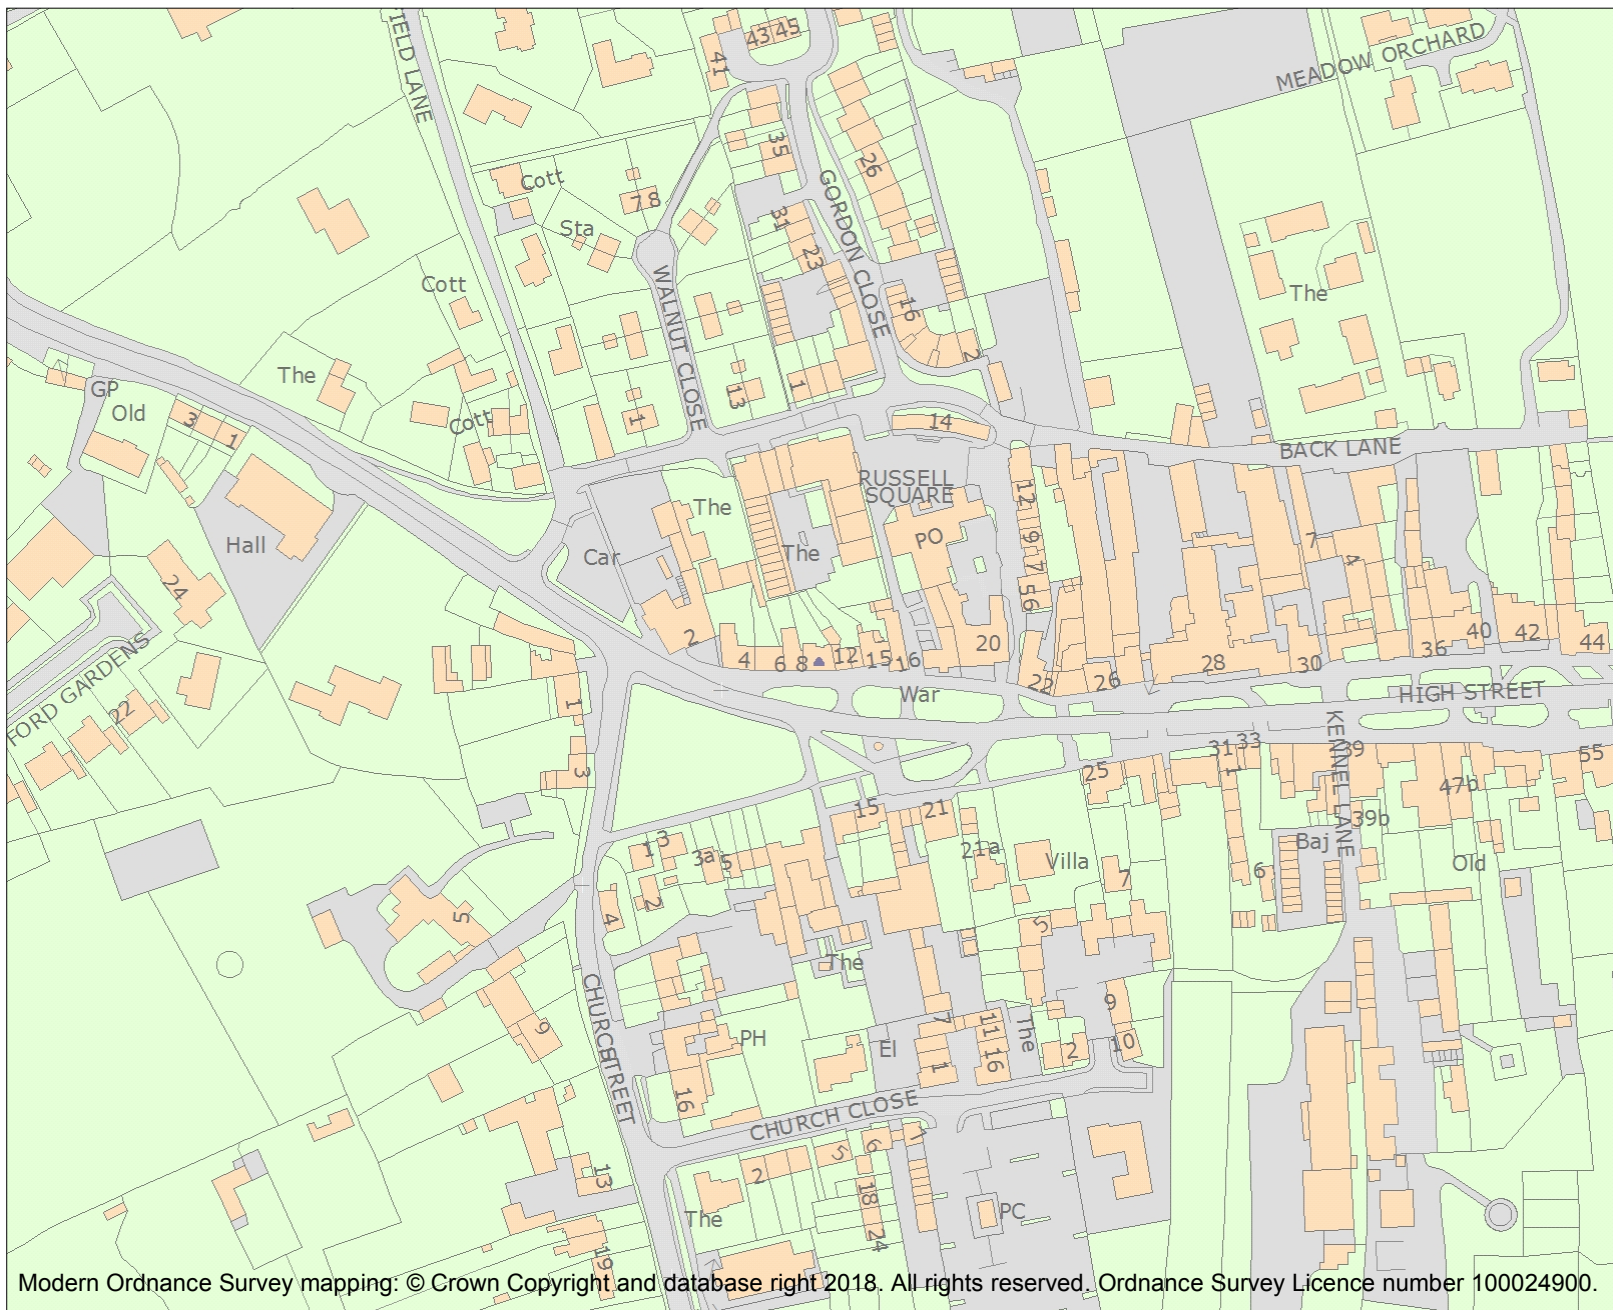 43 45
41
FIELD LANE
MEADOW ORCHARD
35
26
Cott
78
31
GORDON CLOSE
Sta
23
WALNUT CLOSE
Cott
The
16
2
The
GP
Old
3
1
Cott
1
13
1
14
BACK LANE
RUSSELL
SQUARE
12
The
PO
9
7
56
Hall
Car
The
7
4
24
2
4
6
8
12
15
16
20
22
26
28
30
36
40
42
44
FORD GARDENS
22
1
War
HIGH STREET
KENNEL LANE
3
25
31
33
1
39
55
47b
15
21
39b
1
3
3a
5
21a
Villa
7
Baj
6
Old
5
2
4
5
The
CHURCH STREET
9
PH
7
El
11
16
1
The
9
2
10
16
CHURCH CLOSE
13
2
5
6
7
18
24
The
PC
19
Modern Ordnance Survey mapping: © Crown Copyright and database right 2018. All rights reserved. Ordnance Survey Licence number 100024900.